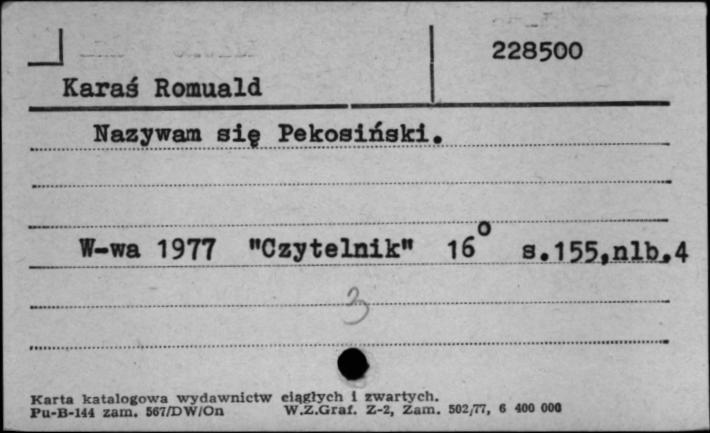 228500
Karaś Romuald
Nazywam się Pekosiński.
W-wa 1977 "Czytelnik" 16° s.155,nlb.4
3
Karta katalogowa wydawnictw ciągłych i zwartych.
Pu-B-144 zam. 567/DW/On W.Z.Graf. Z-2, Zam. 502/77, 6 400 000